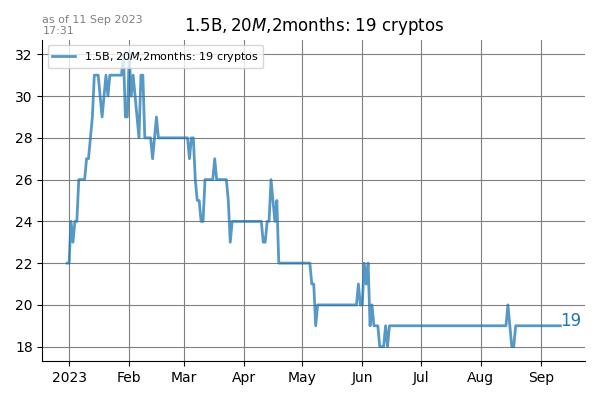 as of 11 Sep 2023
17:31
1.5B, 20M,2months: 19 cryptos
1.5B, 20M,2months: 19 cryptos
32
30
28
26
24
22
20
18
19
2023 Feb Mar Apr May Jun Jul Aug Sep